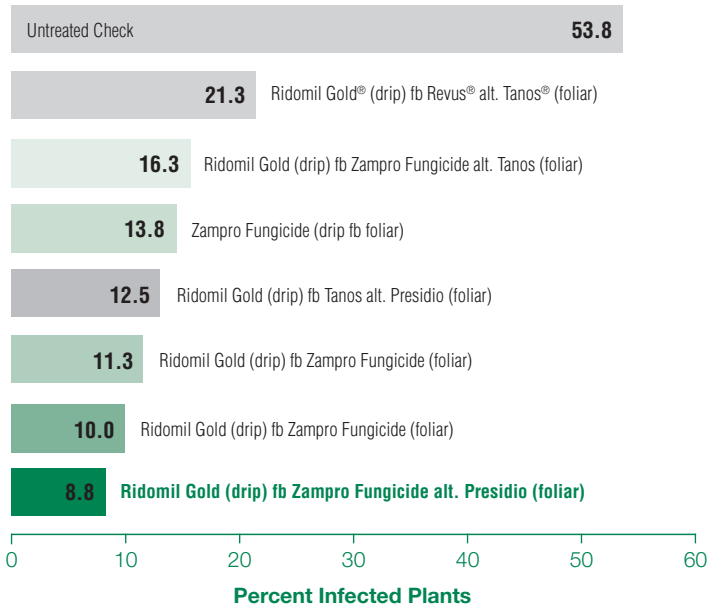 Untreated Check 53.8
21.3 Ridomil Gold® (drip) fb Revus® alt. Tanos® (foliar)
16.3 Ridomil Gold (drip) fb Zampro Fungicide alt. Tanos (foliar)
13.8 Zampro Fungicide (drip fb foliar)
12.5 Ridomil Gold (drip) fb Tanos alt. Presidio (foliar)
11.3 Ridomil Gold (drip) fb Zampro Fungicide (foliar)
10.0 Ridomil Gold (drip) fb Zampro Fungicide (foliar)
8.8 Ridomil Gold (drip) fb Zampro Fungicide alt. Presidio (foliar)
0 10 20 30 40 50 60
Percent Infected Plants